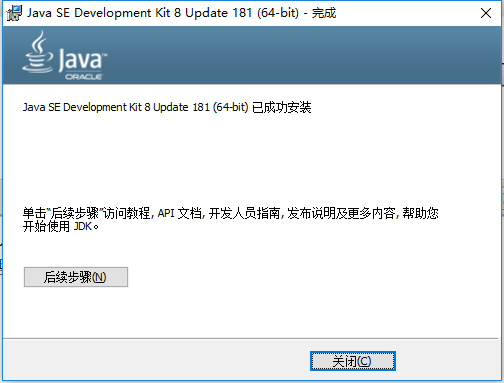 Java SE Development Kit 8 Update 181 (64-bit) - 完成
Java™
ORACLE
Java SE Development Kit 8 Update 181 (64-bit) 已成功安装
单击“后续步骤”访问教程, API 文档, 开发人员指南, 发布说明及更多内容, 帮助您
开始使用 JDK。
后续步骤(N)
关闭(C)